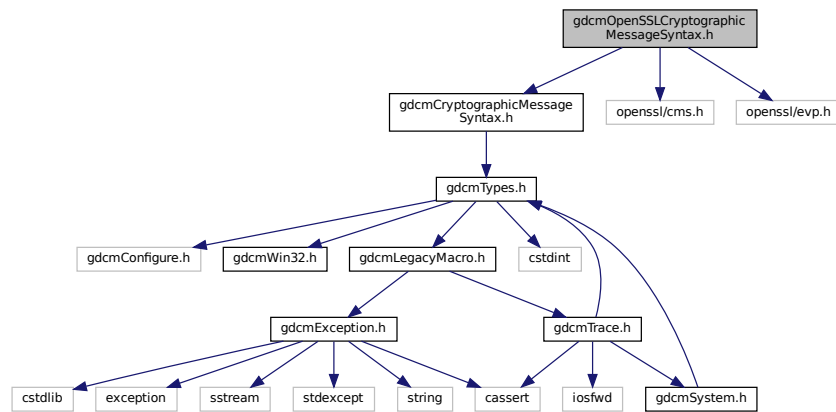 gdcmOpenSSLCryptographic
MessageSyntax.h
gdcmCryptographicMessage
Syntax.h
openssl/cms.h
openssl/evp.h
gdcmTypes.h
gdcmConfigure.h
gdcmWin32.h
gdcmLegacyMacro.h
cstdint
gdcmException.h
gdcmTrace.h
cstdlib
exception
sstream
stdexcept
string
cassert
iosfwd
gdcmSystem.h